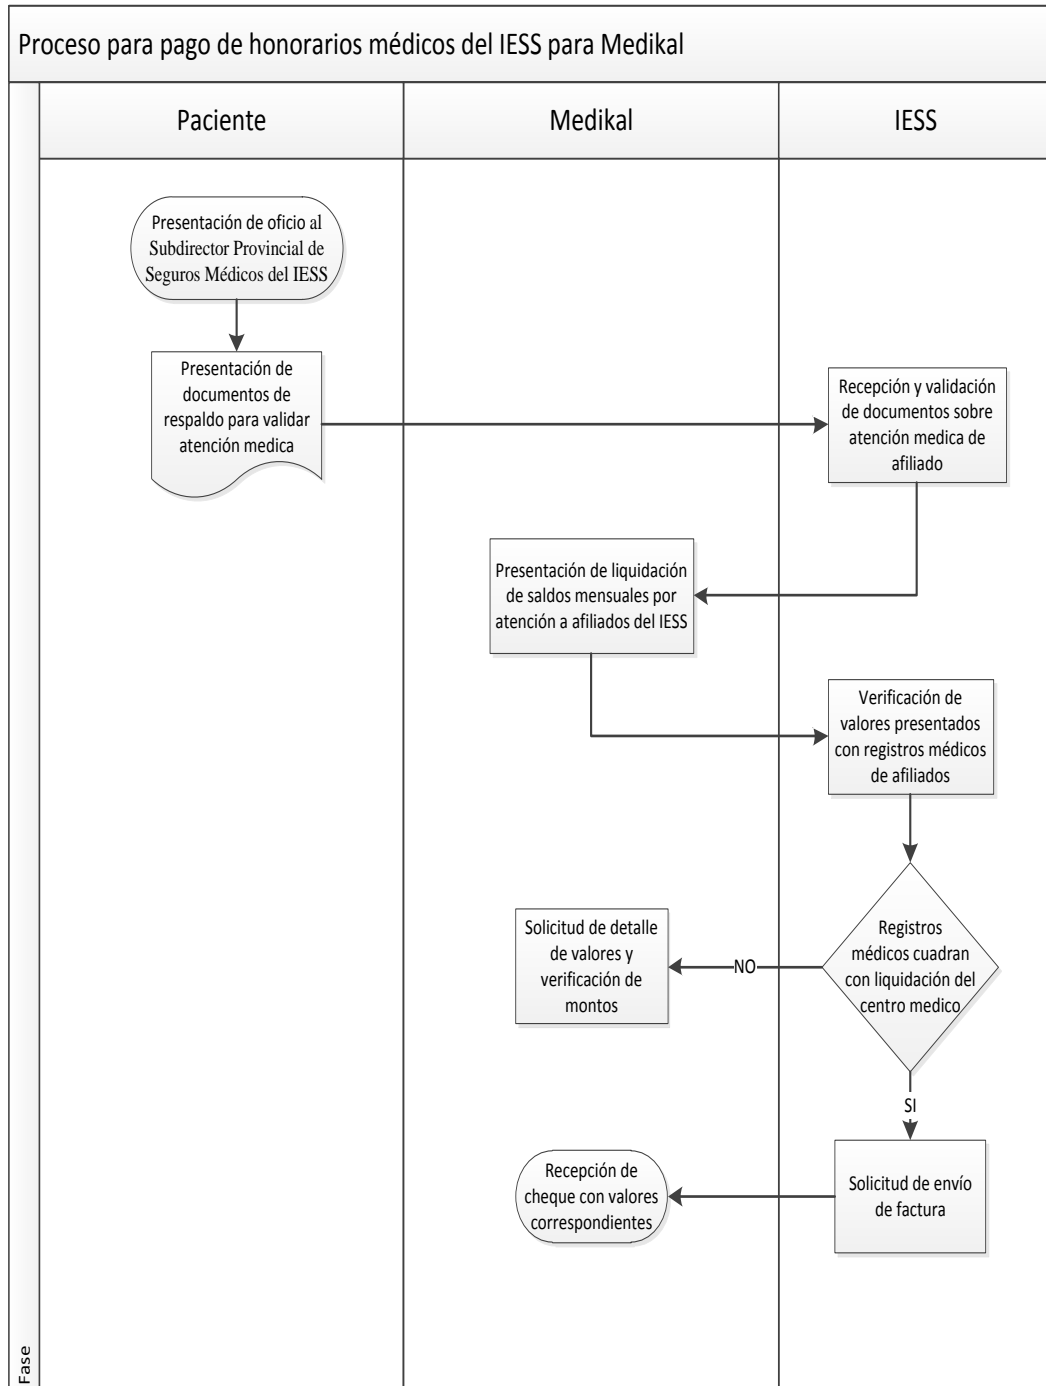 Proceso para pago de honorarios médicos del IESS para Medikal
Paciente
Medikal
IESS
Presentación de oficio al
Subdirector Provincial de
Seguros Médicos del IESS
Presentación de
documentos de
respaldo para validar
atención medica
Recepción y validación
de documentos sobre
atención medica de
afiliado
Presentación de liquidación
de saldos mensuales por
atención a afiliados del IESS
Verificación de
valores presentados
con registros médicos
de afiliados
Registros
médicos cuadran
con liquidación del
centro medico
NO
Solicitud de detalle
de valores y
verificación de
montos
SI
Solicitud de envío
de factura
Recepción de
cheque con valores
correspondientes
Fase